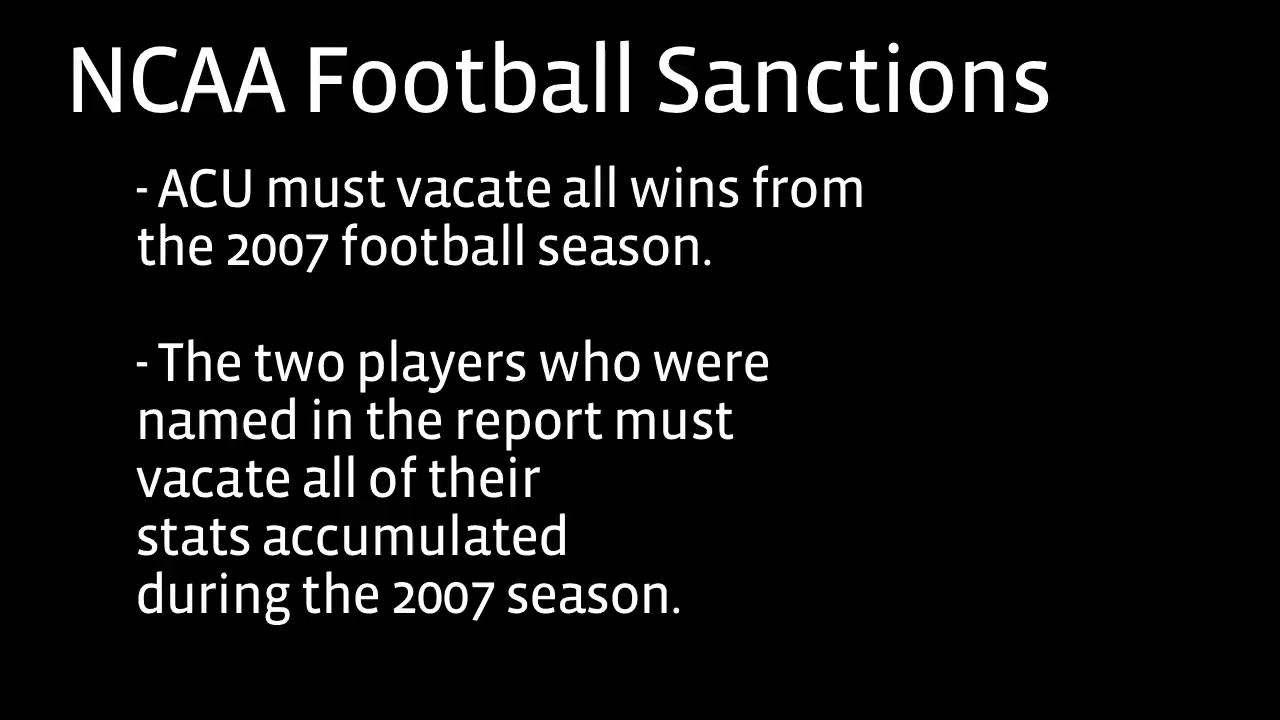 NCAA Football Sanctions
- ACU must vacate all wins from
the 2007 football season.
- The two players who were
named in the report must
vacate all of their
stats accumulated
during the 2007 season.